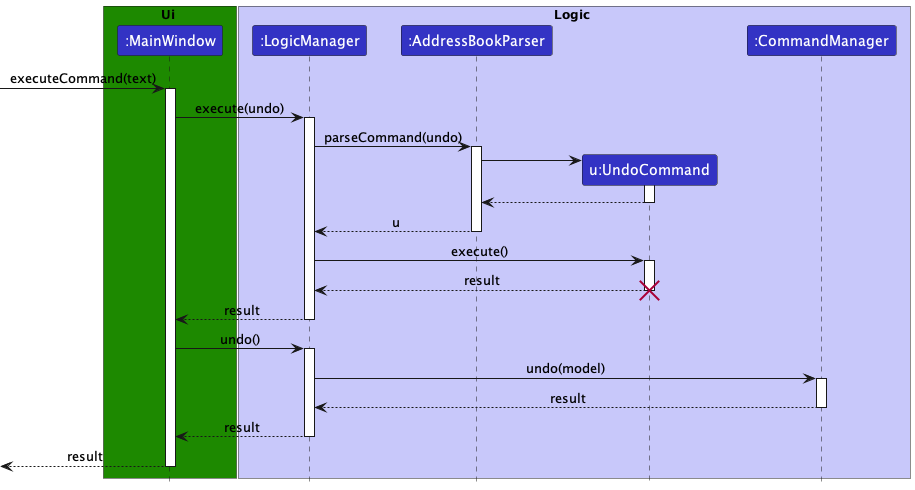 Ui
Logic
:MainWindow
:LogicManager
:AddressBookParser
:CommandManager
executeCommand(text)
execute(undo)
parseCommand(undo)
u:UndoCommand
u
execute()
result
result
undo()
undo(model)
result
result
result